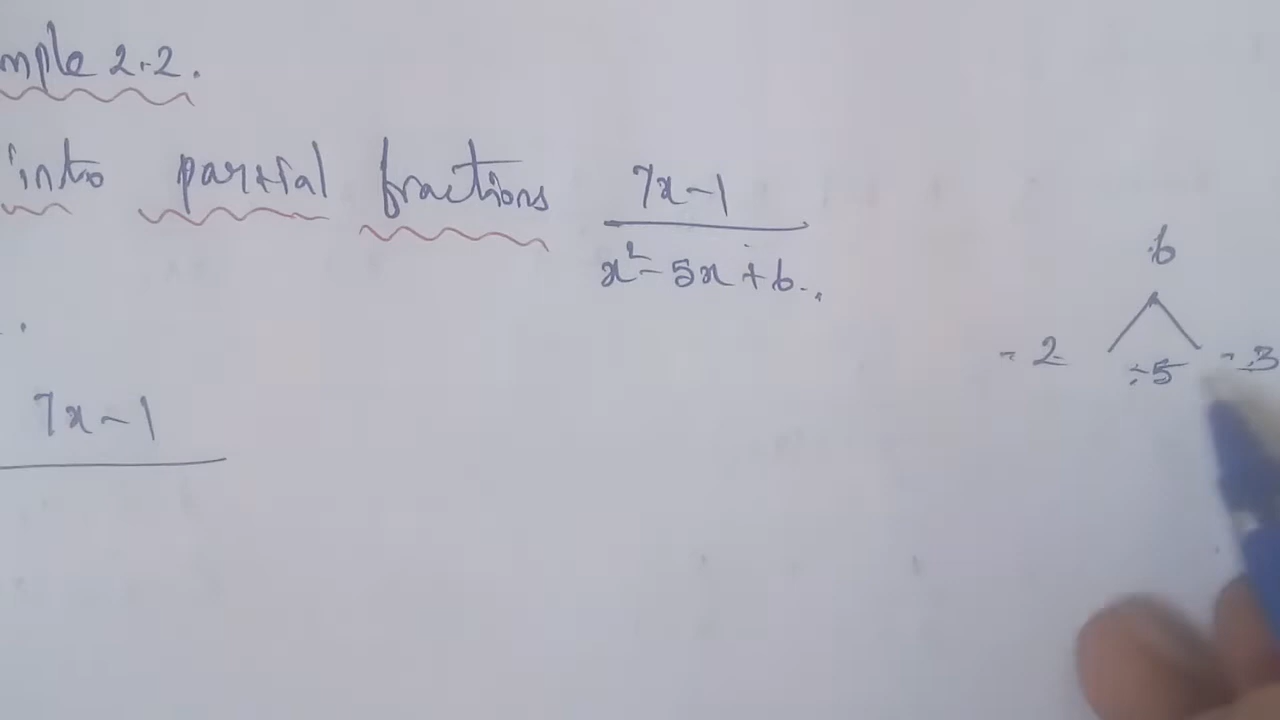 mple 2.2.
into partial fractions 7x-1
x²-5x+6.
6
-2 -5 -3
7x-1